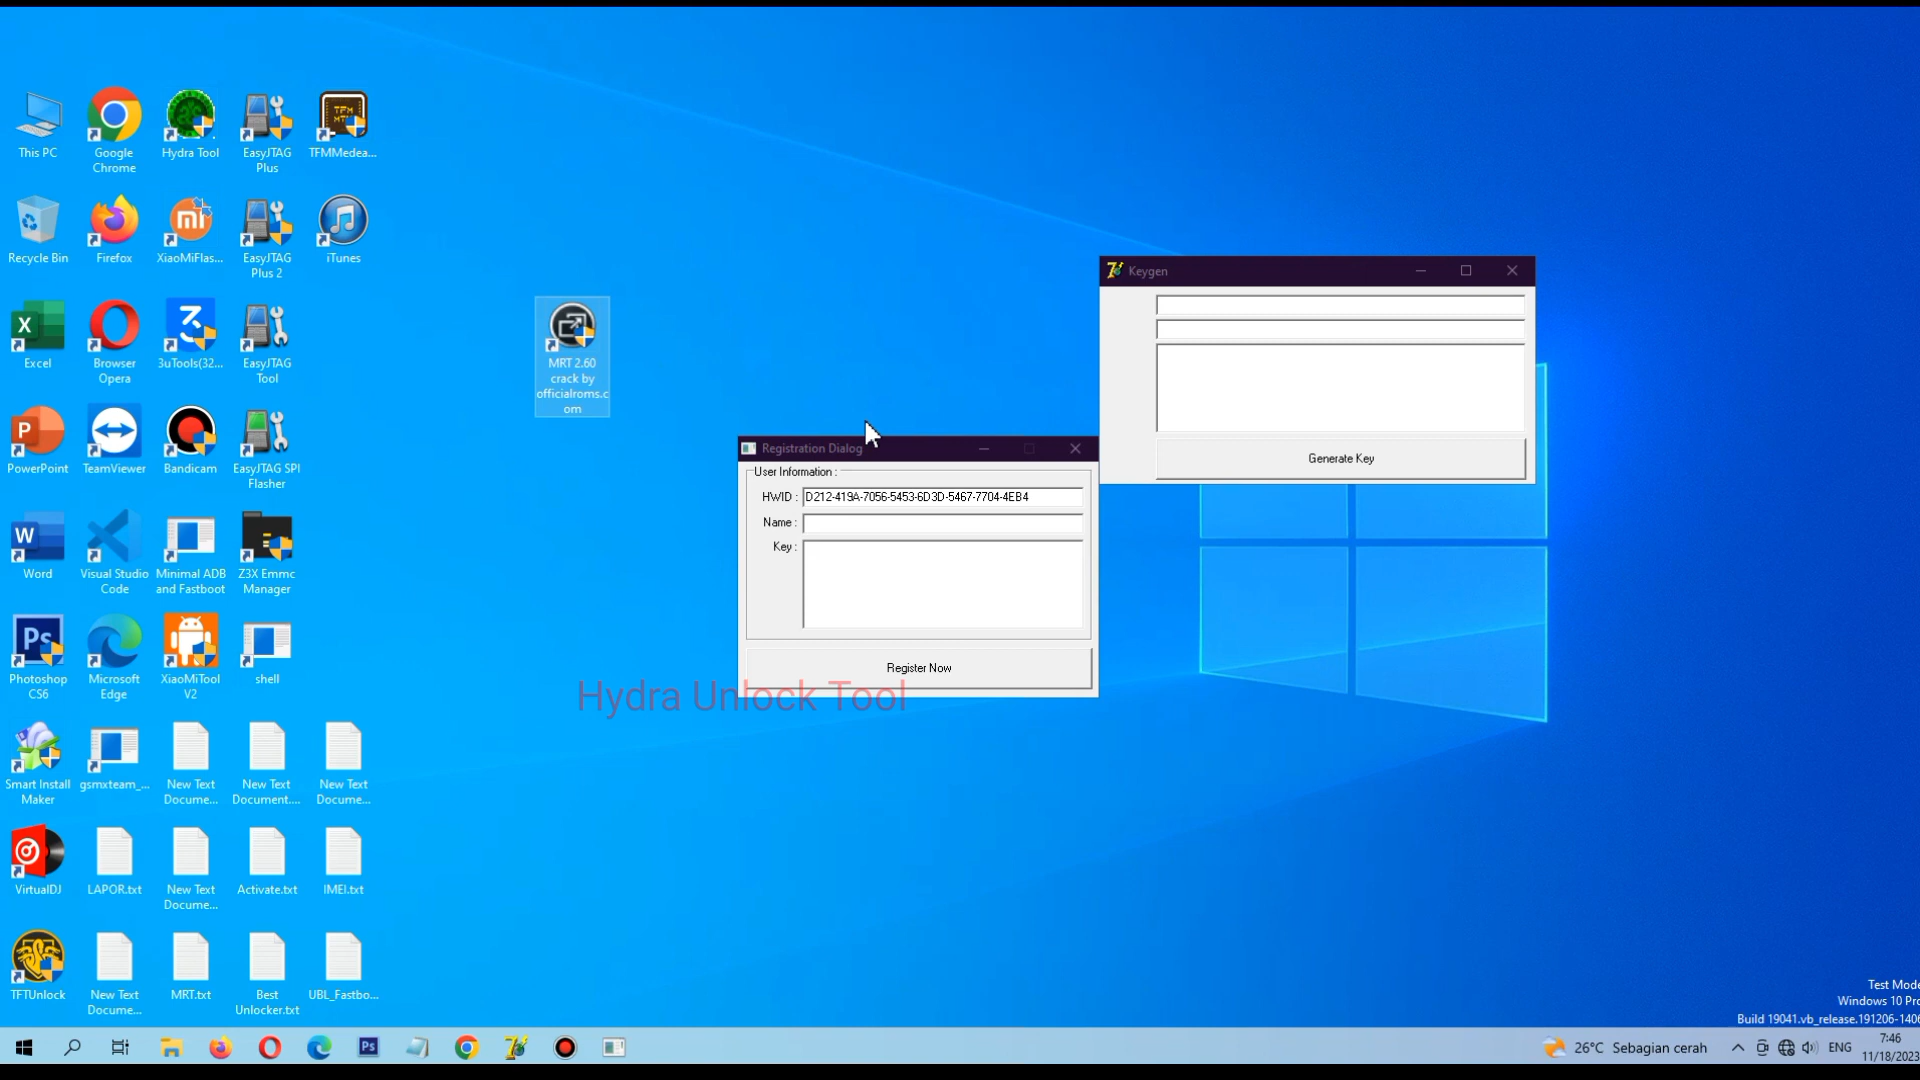 This PC
Google
Chrome
Hydra Tool
EasyJTAG
Plus
TFMMedea...
Recycle Bin
Firefox
XiaoMiFlas...
EasyJTAG
Plus 2
iTunes
Excel
Browser
Opera
3uTools(32...
EasyJTAG
Tool
PowerPoint
TeamViewer
Bandicam
EasyJTAG SPI
Flasher
Word
Visual Studio
Code
Minimal ADB
and Fastboot
Z3X Emmc
Manager
Photoshop
CS6
Microsoft
Edge
XiaoMiTool
V2
shell
Smart Install
Maker
gsmxteam_...
New Text
Docume...
New Text
Document....
New Text
Docume...
VirtualDJ
LAPOR.txt
New Text
Docume...
Activate.txt
IMEI.txt
TFTUnlock
New Text
Docume...
MRT.txt
Best
Unlocker.txt
UBL_Fastbo...
MRT 2.60
crack by
officialroms.c
om
Keygen
Generate Key
Registration Dialog
User Information :
HWID : D212-419A-7056-5453-6D3D-5467-7704-4EB4
Name :
Key :
Register Now
Hydra Unlock Tool
Test Mode
Windows 10 Pro
Build 19041.vb_release.191206-1406
26°C Sebagian cerah
ENG
7:46
11/18/2023